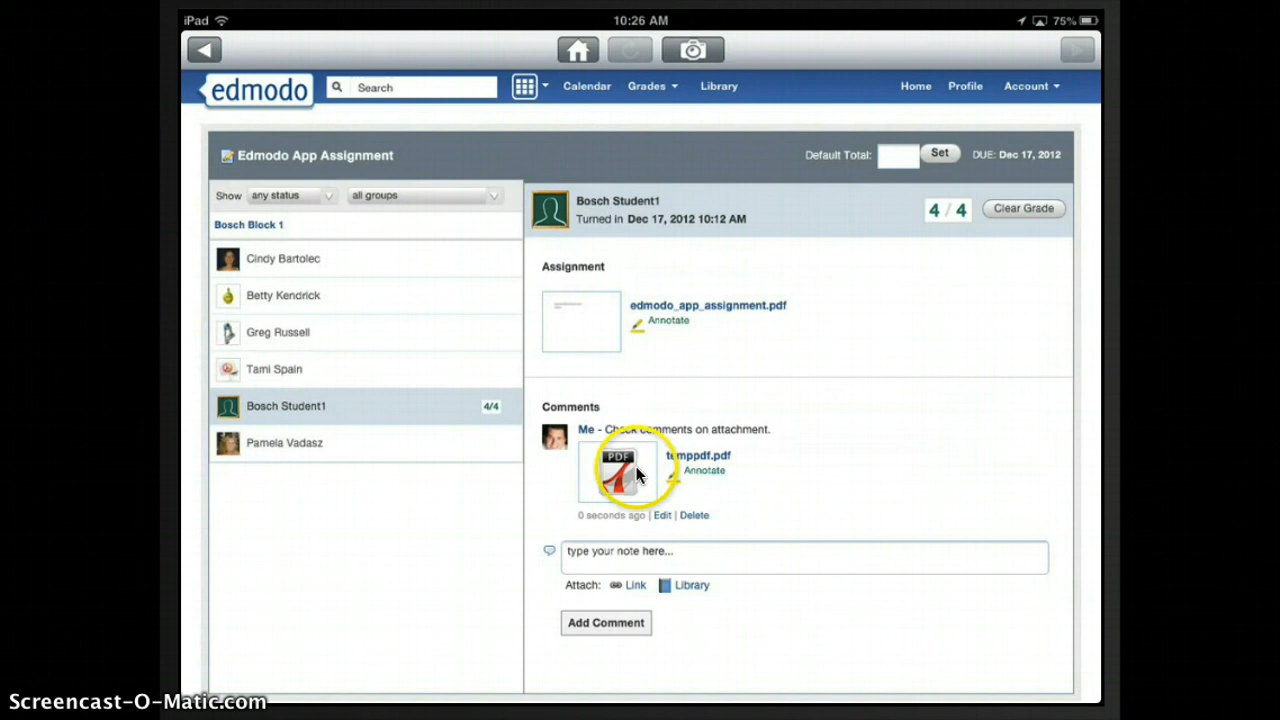 iPad 10:26 AM 75%
edmodo Search Calendar Grades Library Home Profile Account
Edmodo App Assignment Default Total: Set DUE: Dec 17, 2012
Show any status all groups
Bosch Block 1
Cindy Bartolec
Betty Kendrick
Greg Russell
Tami Spain
Bosch Student1 4/4
Pamela Vadasz
Bosch Student1
Turned in Dec 17, 2012 10:12 AM
4 / 4 Clear Grade
Assignment
edmodo_app_assignment.pdf
Annotate
Comments
Me - Check comments on attachment.
PDF
temppdf.pdf
Annotate
0 seconds ago | Edit | Delete
type your note here...
Attach: Link Library
Add Comment
Screencast-O-Matic.com